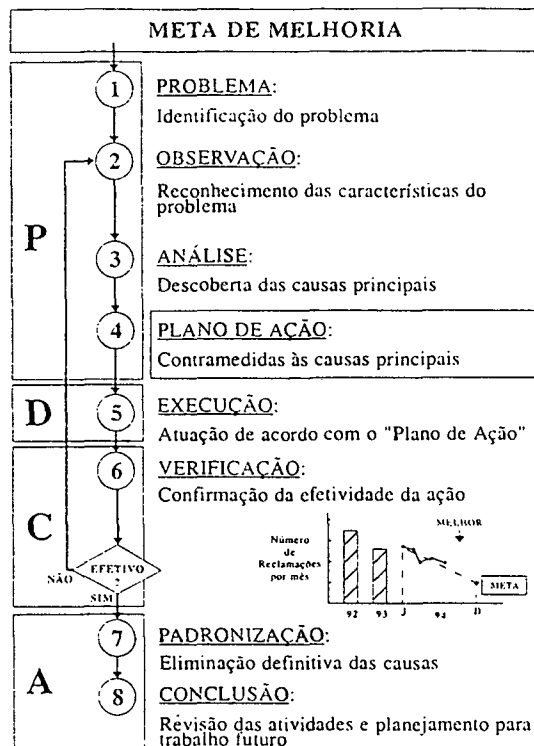 META DE MELHORIA
P
1
PROBLEMA:
Identificação do problema
2
OBSERVAÇÃO:
Reconhecimento das características do
problema
3
ANÁLISE:
Descoberta das causas principais
4
PLANO DE AÇÃO:
Contramedidas às causas principais
D
5
EXECUÇÃO:
Atuação de acordo com o "Plano de Ação"
C
6
VERIFICAÇÃO:
Confirmação da efetividade da ação
EFETIVO
?
NÃO
SIM
Número
de
Reclamações
por mês
MELHOR
META
92 93 J 94 D
A
7
PADRONIZAÇÃO:
Eliminação definitiva das causas
8
CONCLUSÃO:
Revisão das atividades e planejamento para
trabalho futuro